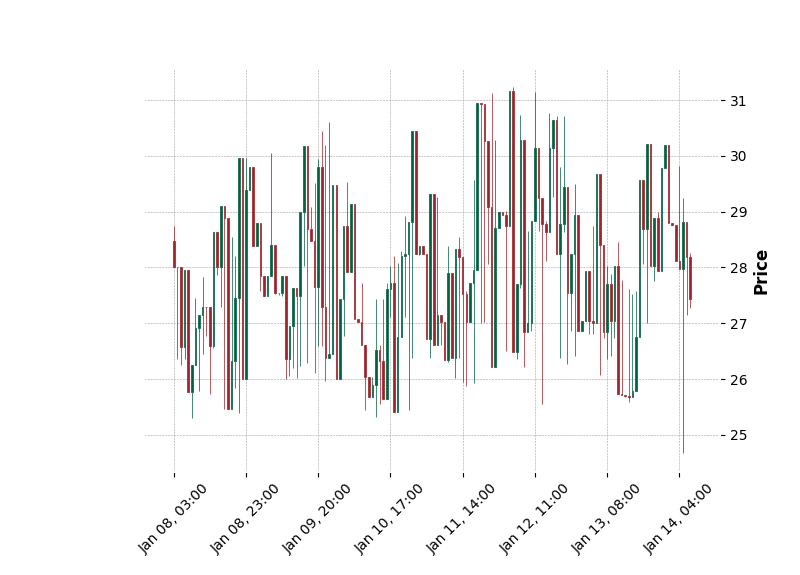 31
30
29
28
27
26
25
Price
Jan 08, 03:00
Jan 08, 23:00
Jan 09, 20:00
Jan 10, 17:00
Jan 11, 14:00
Jan 12, 11:00
Jan 13, 08:00
Jan 14, 04:00